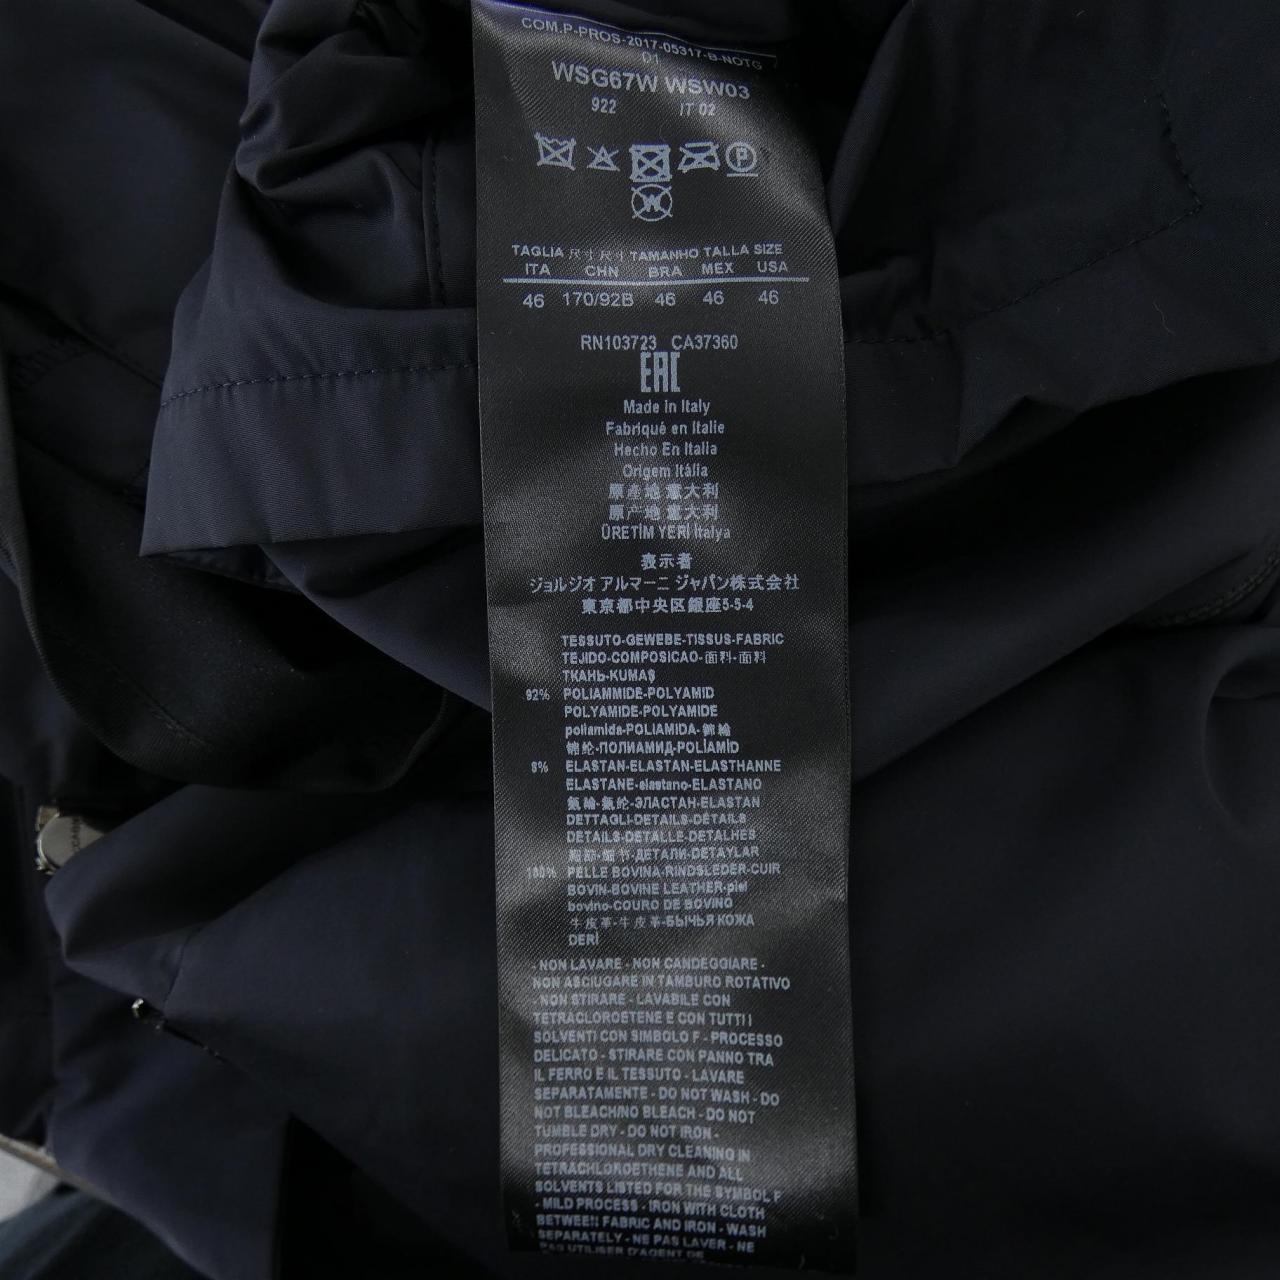 COM.P-PROS-2017-05317-B-NOTG
01
WSG67W WSW03
922 IT 02
P
W
TAGLIA 尺寸 尺寸 TAMANHO TALLA SIZE
ITA CHN BRA MEX USA
46 170/92B 46 46 46
RN103723 CA37360
EAC
Made in Italy
Fabriqué en Italie
Hecho En Italia
Origem Itália
原産地 意大利
原产地 意大利
ÜRETİM YERİ İtalya
表示者
ジョルジオ アルマーニ ジャパン株式会社
東京都中央区銀座5-5-4
TESSUTO-GEWEBE-TISSUS-FABRIC
TEJIDO-COMPOSICAO-面料-面料
ТКАНЬ-KUMAŞ
92% POLIAMMIDE-POLYAMID
POLYAMIDE-POLYAMIDE
poliamida-POLIAMIDA-錦綸
锦纶-ПОЛИАМИД-POLİAMİD
8% ELASTAN-ELASTAN-ELASTHANNE
ELASTANE-elastano-ELASTANO
氨綸-氨纶-ЭЛАСТАН-ELASTAN
DETTAGLI-DETAILS-DETAILS
DETAILS-DETALLE-DETALHES
細節-细节-ДЕТАЛИ-DETAYLAR
100% PELLE BOVINA-RINDSLEDER-CUIR
BOVIN-BOVINE LEATHER-piel
bovino-COURO DE BOVINO
牛皮革-牛皮革-БЫЧЬЯ КОЖА
DERİ
- NON LAVARE - NON CANDEGGIARE -
NON ASCIUGARE IN TAMBURO ROTATIVO
- NON STIRARE - LAVABILE CON
TETRACLOROETENE E CON TUTTI I
SOLVENTI CON SIMBOLO F - PROCESSO
DELICATO - STIRARE CON PANNO TRA
IL FERRO E IL TESSUTO - LAVARE
SEPARATAMENTE - DO NOT WASH - DO
NOT BLEACH/NO BLEACH - DO NOT
TUMBLE DRY - DO NOT IRON -
PROFESSIONAL DRY CLEANING IN
TETRACHLOROETHENE AND ALL
SOLVENTS LISTED FOR THE SYMBOL F
- MILD PROCESS - IRON WITH CLOTH
BETWEEN FABRIC AND IRON - WASH
SEPARATELY - NE PAS LAVER - NE
PAS UTILISER D'AGENT DE